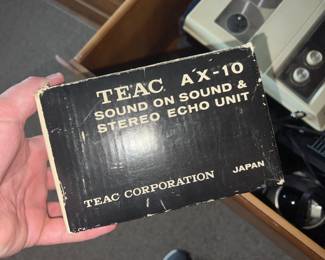 TEAC AX-10
SOUND ON SOUND &
STEREO ECHO UNIT
TEAC CORPORATION JAPAN